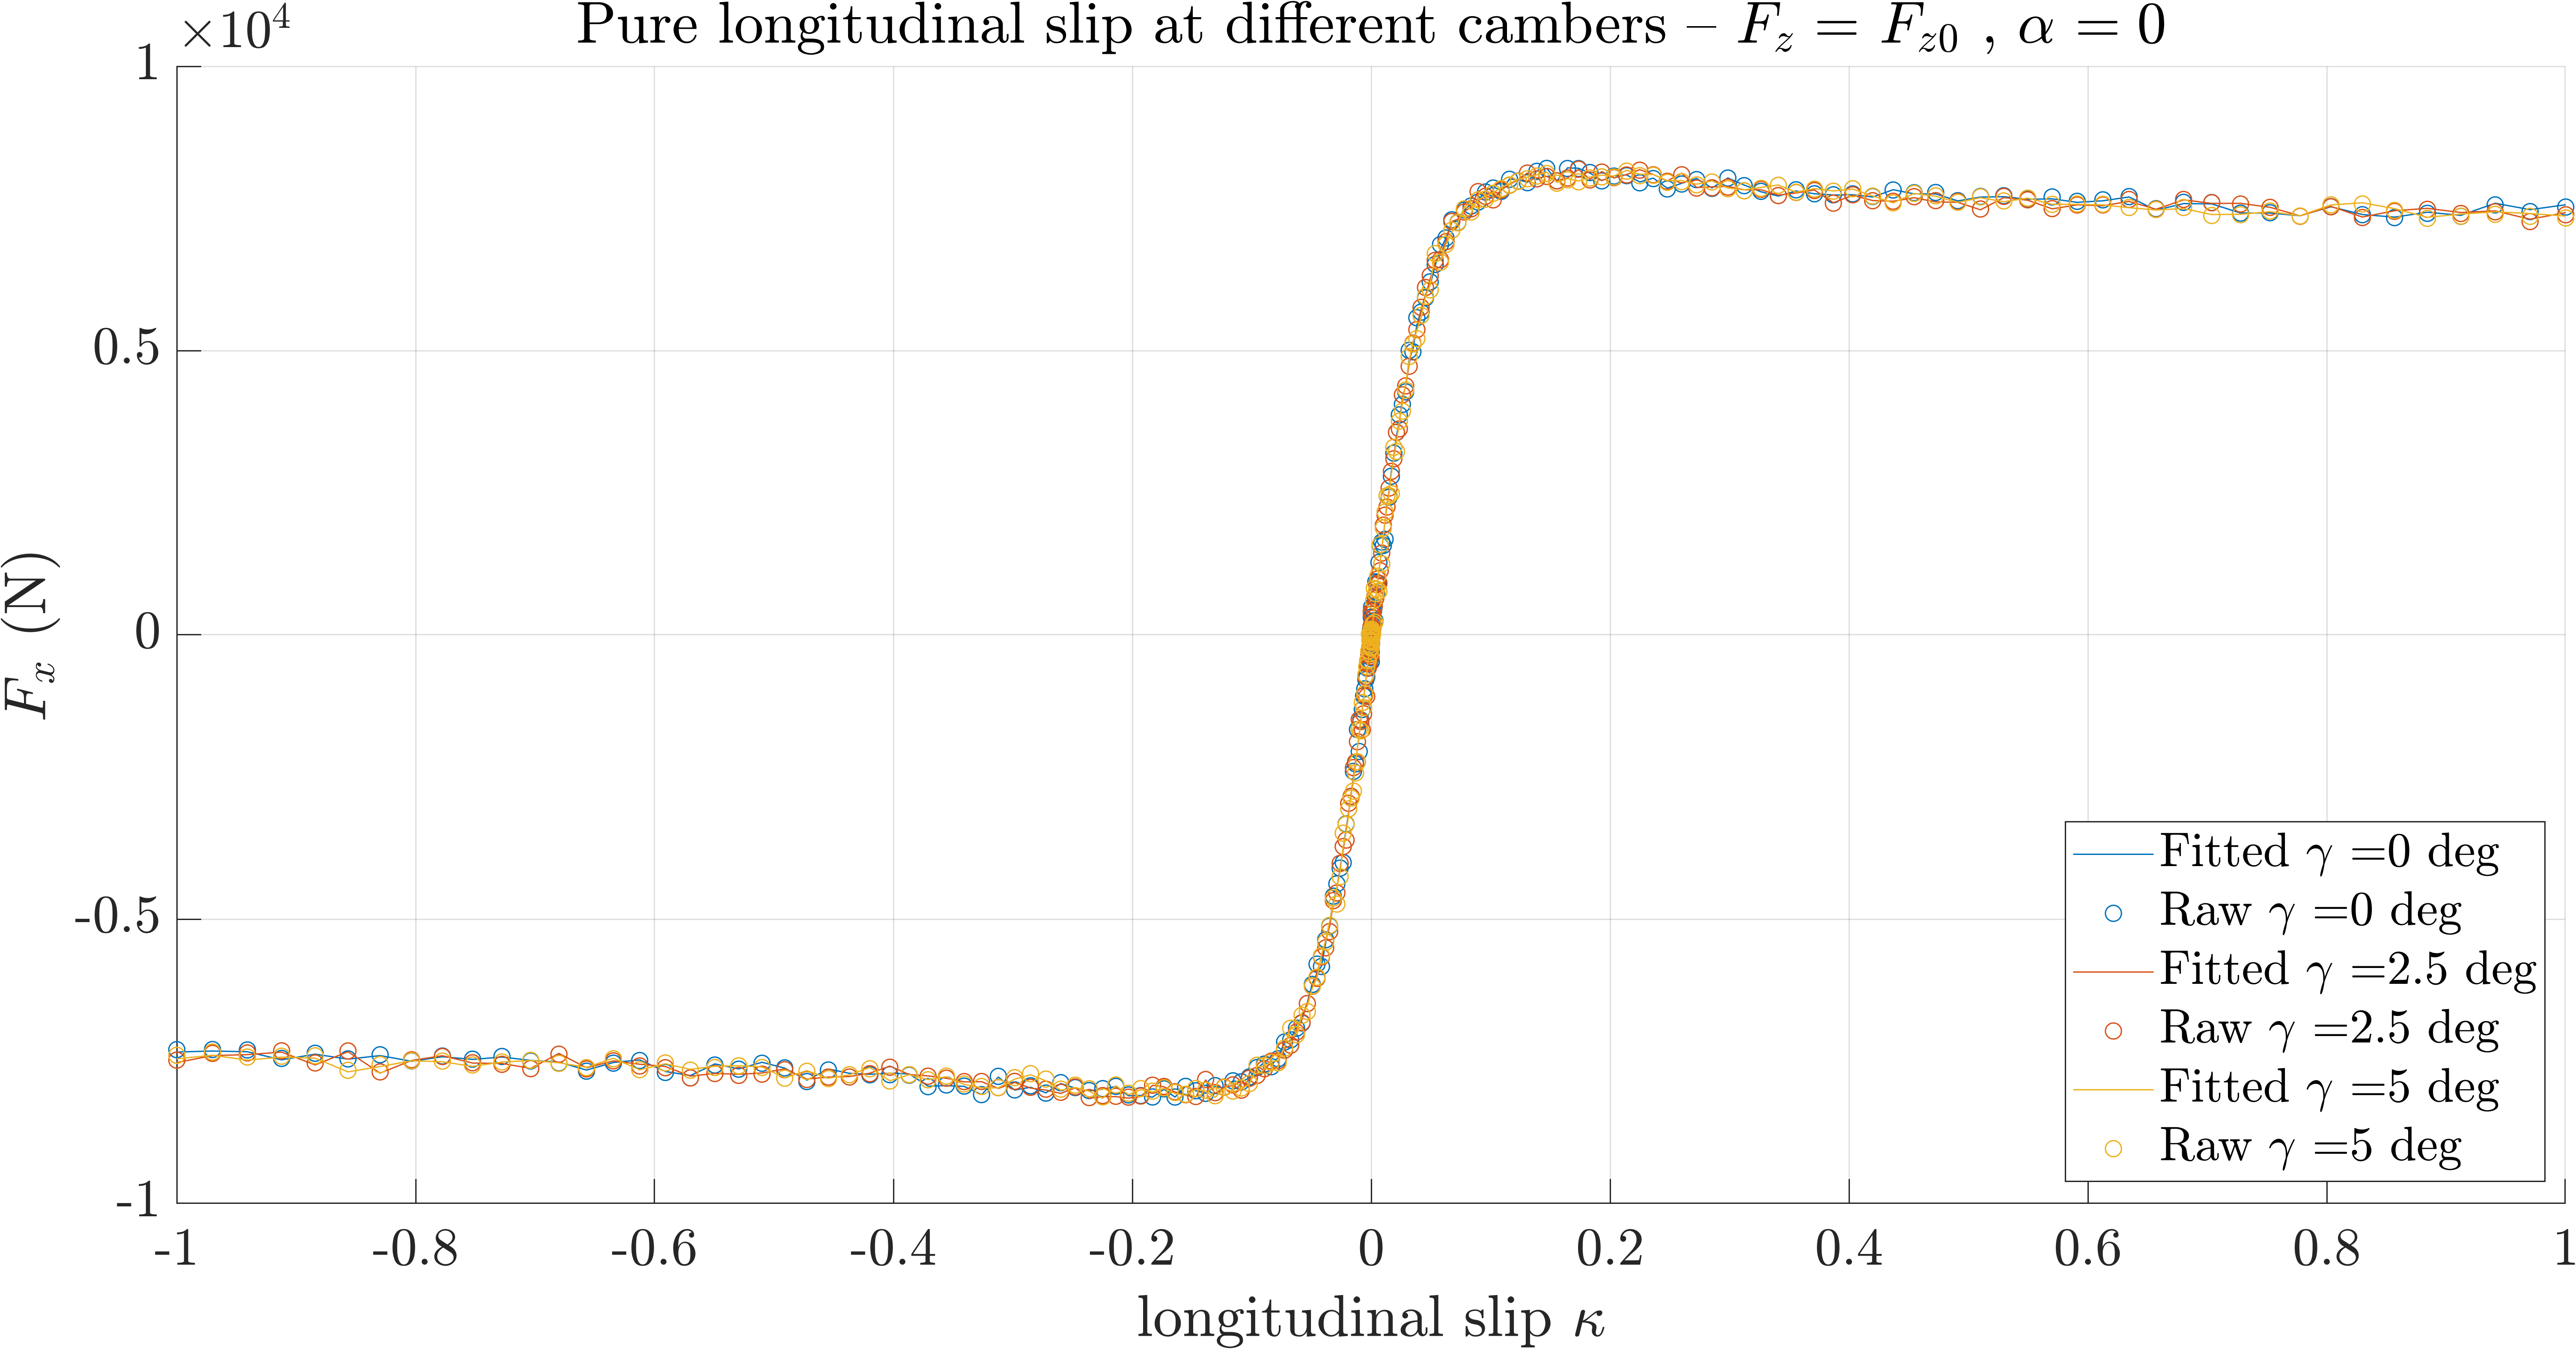 Pure longitudinal slip at different cambers – F_z = F_{z0} , α = 0
×10^4
1
0.5
0
-0.5
-1
F_x (N)
-1 -0.8 -0.6 -0.4 -0.2 0 0.2 0.4 0.6 0.8 1
longitudinal slip κ
Fitted γ =0 deg
Raw γ =0 deg
Fitted γ =2.5 deg
Raw γ =2.5 deg
Fitted γ =5 deg
Raw γ =5 deg